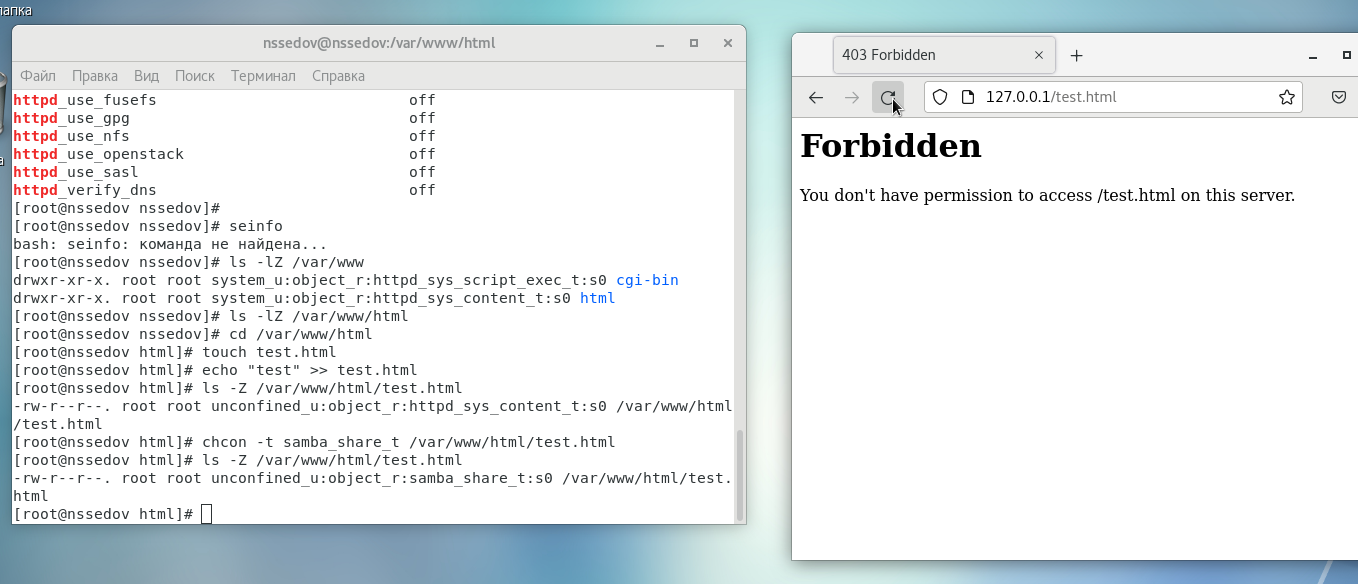 папка
nssedov@nssedov:/var/www/html
Файл Правка Вид Поиск Терминал Справка
httpd_use_fusefs off
httpd_use_gpg off
httpd_use_nfs off
httpd_use_openstack off
httpd_use_sasl off
httpd_verify_dns off
[root@nssedov nssedov]#
[root@nssedov nssedov]# seinfo
bash: seinfo: команда не найдена...
[root@nssedov nssedov]# ls -lZ /var/www
drwxr-xr-x. root root system_u:object_r:httpd_sys_script_exec_t:s0 cgi-bin
drwxr-xr-x. root root system_u:object_r:httpd_sys_content_t:s0 html
[root@nssedov nssedov]# ls -lZ /var/www/html
[root@nssedov nssedov]# cd /var/www/html
[root@nssedov html]# touch test.html
[root@nssedov html]# echo "test" >> test.html
[root@nssedov html]# ls -Z /var/www/html/test.html
-rw-r--r--. root root unconfined_u:object_r:httpd_sys_content_t:s0 /var/www/html
/test.html
[root@nssedov html]# chcon -t samba_share_t /var/www/html/test.html
[root@nssedov html]# ls -Z /var/www/html/test.html
-rw-r--r--. root root unconfined_u:object_r:samba_share_t:s0 /var/www/html/test.
html
[root@nssedov html]#
403 Forbidden
127.0.0.1/test.html
Forbidden
You don't have permission to access /test.html on this server.